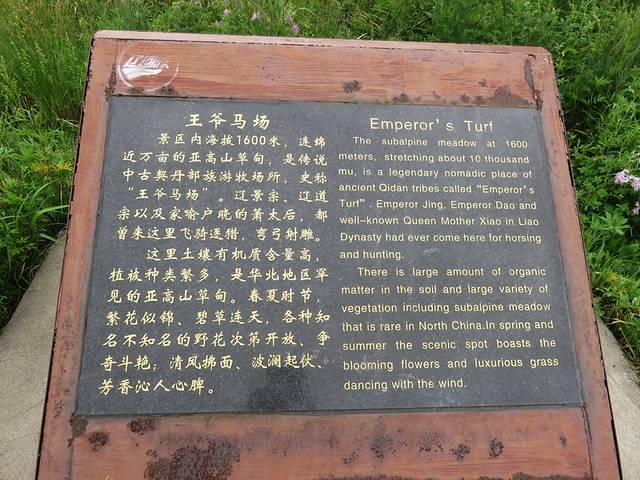 王爷马场
景区内海拔1600米，连绵
近万亩的亚高山草甸，是传说
中古契丹部族游牧场所，史称
“王爷马场”。辽景宗、辽道
宗以及家喻户晓的萧太后，都
曾来这里飞骑逐猎，弯弓射雕。
这里土壤有机质含量高，
植被种类繁多，是华北地区罕
见的亚高山草甸。春夏时节，
繁花似锦、碧草连天，各种知
名不知名的野花次第开放、争
奇斗艳；清风拂面、波澜起伏、
芳香沁人心脾。
Emperor's Turf
The subalpine meadow at 1600
meters, stretching about 10 thousand
mu, is a legendary nomadic place of
ancient Qidan tribes called “Emperor's
Turf”. Emperor Jing, Emperor Dao and
well-known Queen Mother Xiao in Liao
Dynasty had ever come here for horsing
and hunting.
There is large amount of organic
matter in the soil and large variety of
vegetation including subalpine meadow
that is rare in North China.In spring and
summer the scenic spot boasts the
blooming flowers and luxurious grass
dancing with the wind.